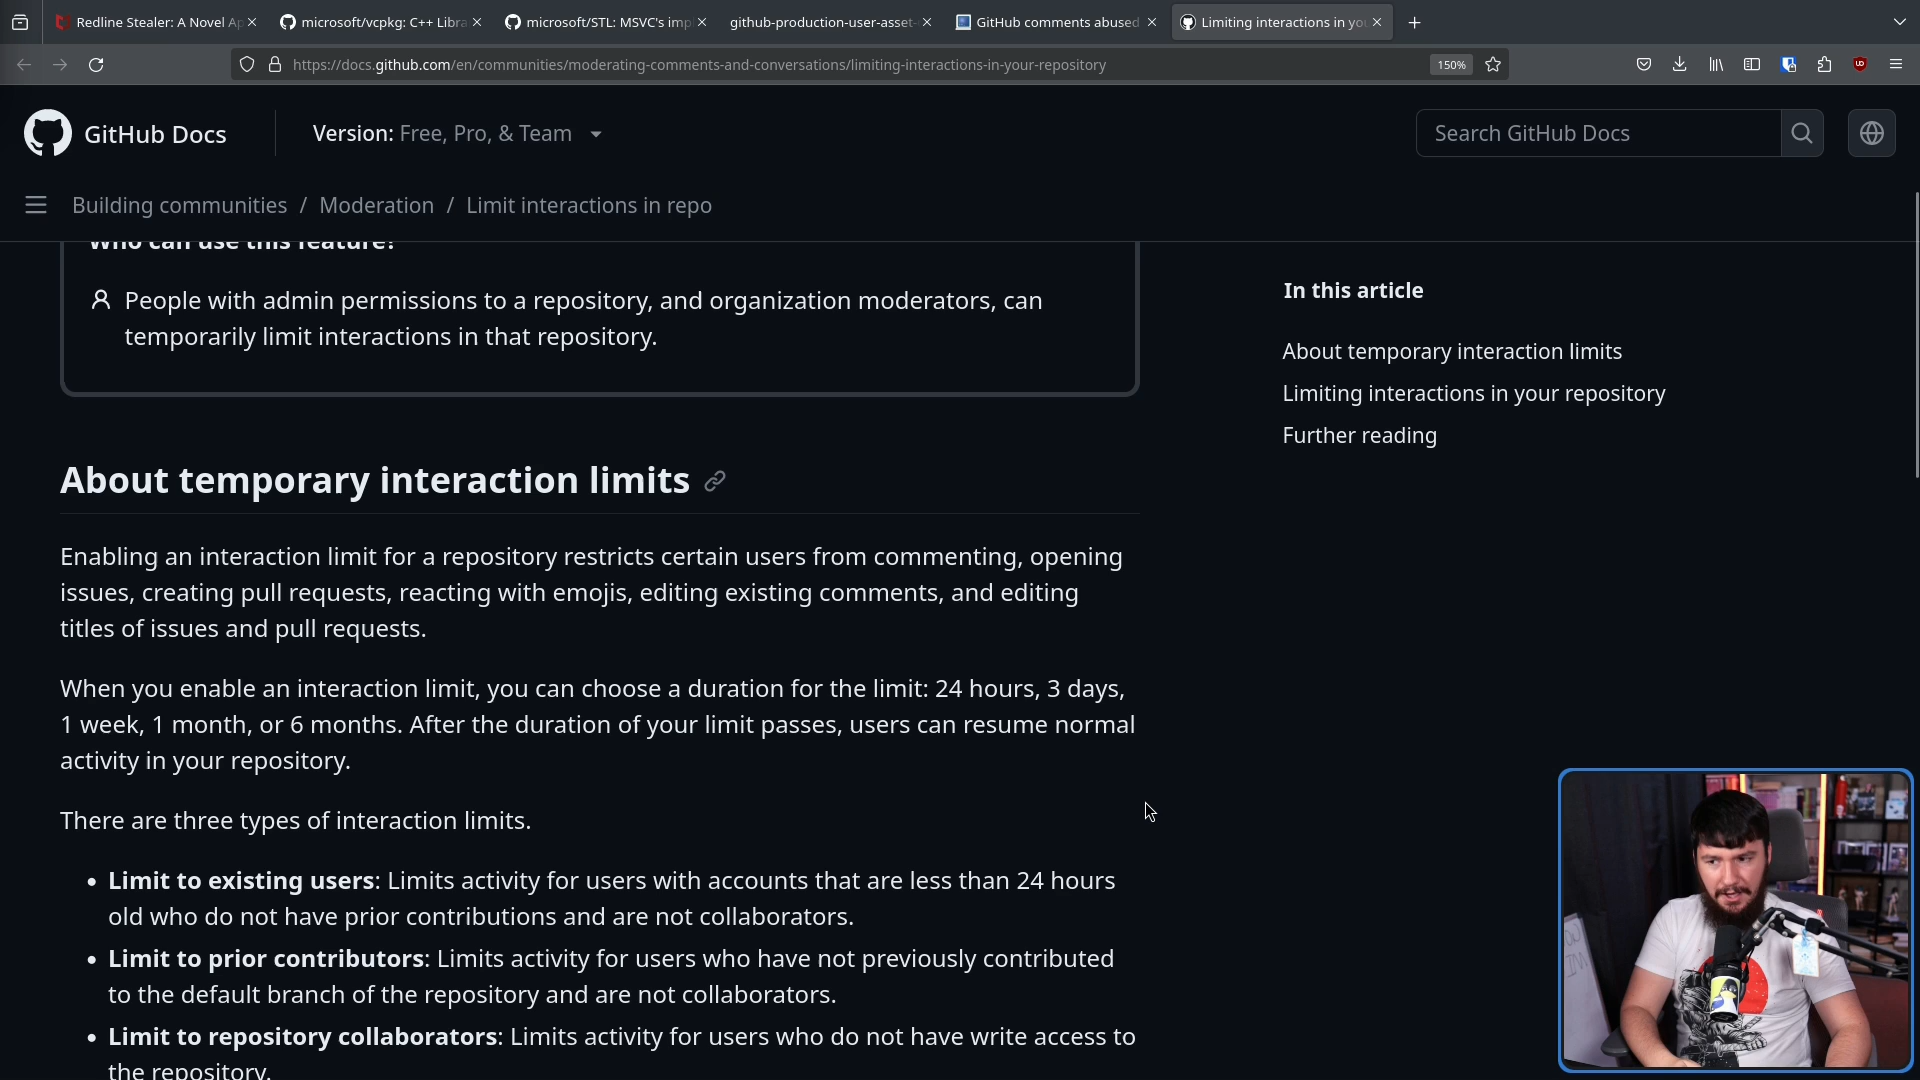 Redline Stealer: A Novel Ap
microsoft/vcpkg: C++ Libra
microsoft/STL: MSVC's imp
github-production-user-asset-
GitHub comments abused
Limiting interactions in you
https://docs.github.com/en/communities/moderating-comments-and-conversations/limiting-interactions-in-your-repository
150%
GitHub Docs
Version: Free, Pro, & Team
Search GitHub Docs
Building communities / Moderation / Limit interactions in repo
Who can use this feature?
People with admin permissions to a repository, and organization moderators, can
temporarily limit interactions in that repository.
In this article
About temporary interaction limits
Limiting interactions in your repository
Further reading
About temporary interaction limits
Enabling an interaction limit for a repository restricts certain users from commenting, opening
issues, creating pull requests, reacting with emojis, editing existing comments, and editing
titles of issues and pull requests.
When you enable an interaction limit, you can choose a duration for the limit: 24 hours, 3 days,
1 week, 1 month, or 6 months. After the duration of your limit passes, users can resume normal
activity in your repository.
There are three types of interaction limits.
• Limit to existing users: Limits activity for users with accounts that are less than 24 hours
old who do not have prior contributions and are not collaborators.
• Limit to prior contributors: Limits activity for users who have not previously contributed
to the default branch of the repository and are not collaborators.
• Limit to repository collaborators: Limits activity for users who do not have write access to
the repository.